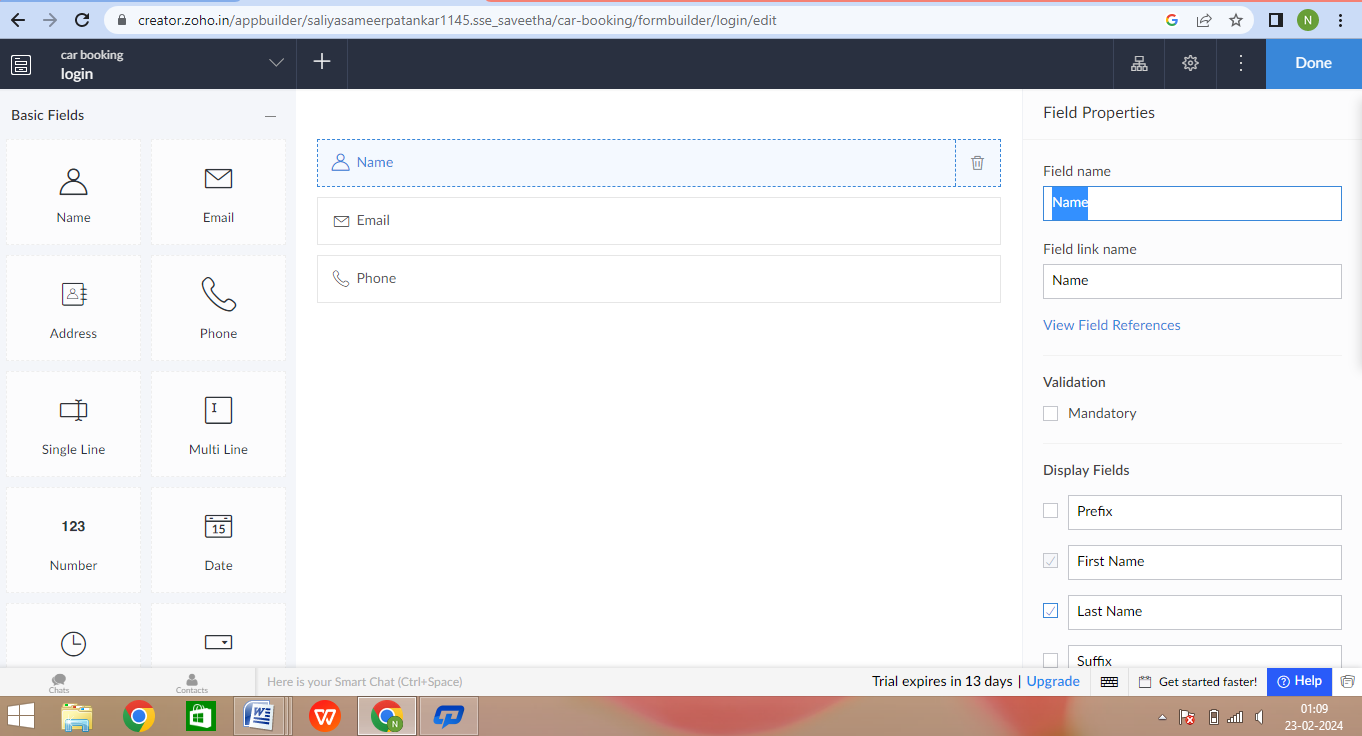 creator.zoho.in/appbuilder/saliyasameerpatankar1145.sse_saveetha/car-booking/formbuilder/login/edit
G
N
car booking
login
+
Done
Basic Fields
Name
Email
Address
Phone
Single Line
I
Multi Line
123
Number
15
Date
Name
Email
Phone
Field Properties
Field name
Name
Field link name
Name
View Field References
Validation
Mandatory
Display Fields
Prefix
First Name
Last Name
Suffix
Chats
Contacts
Here is your Smart Chat (Ctrl+Space)
Trial expires in 13 days | Upgrade
Get started faster!
? Help
W
W
N
01:09
23-02-2024